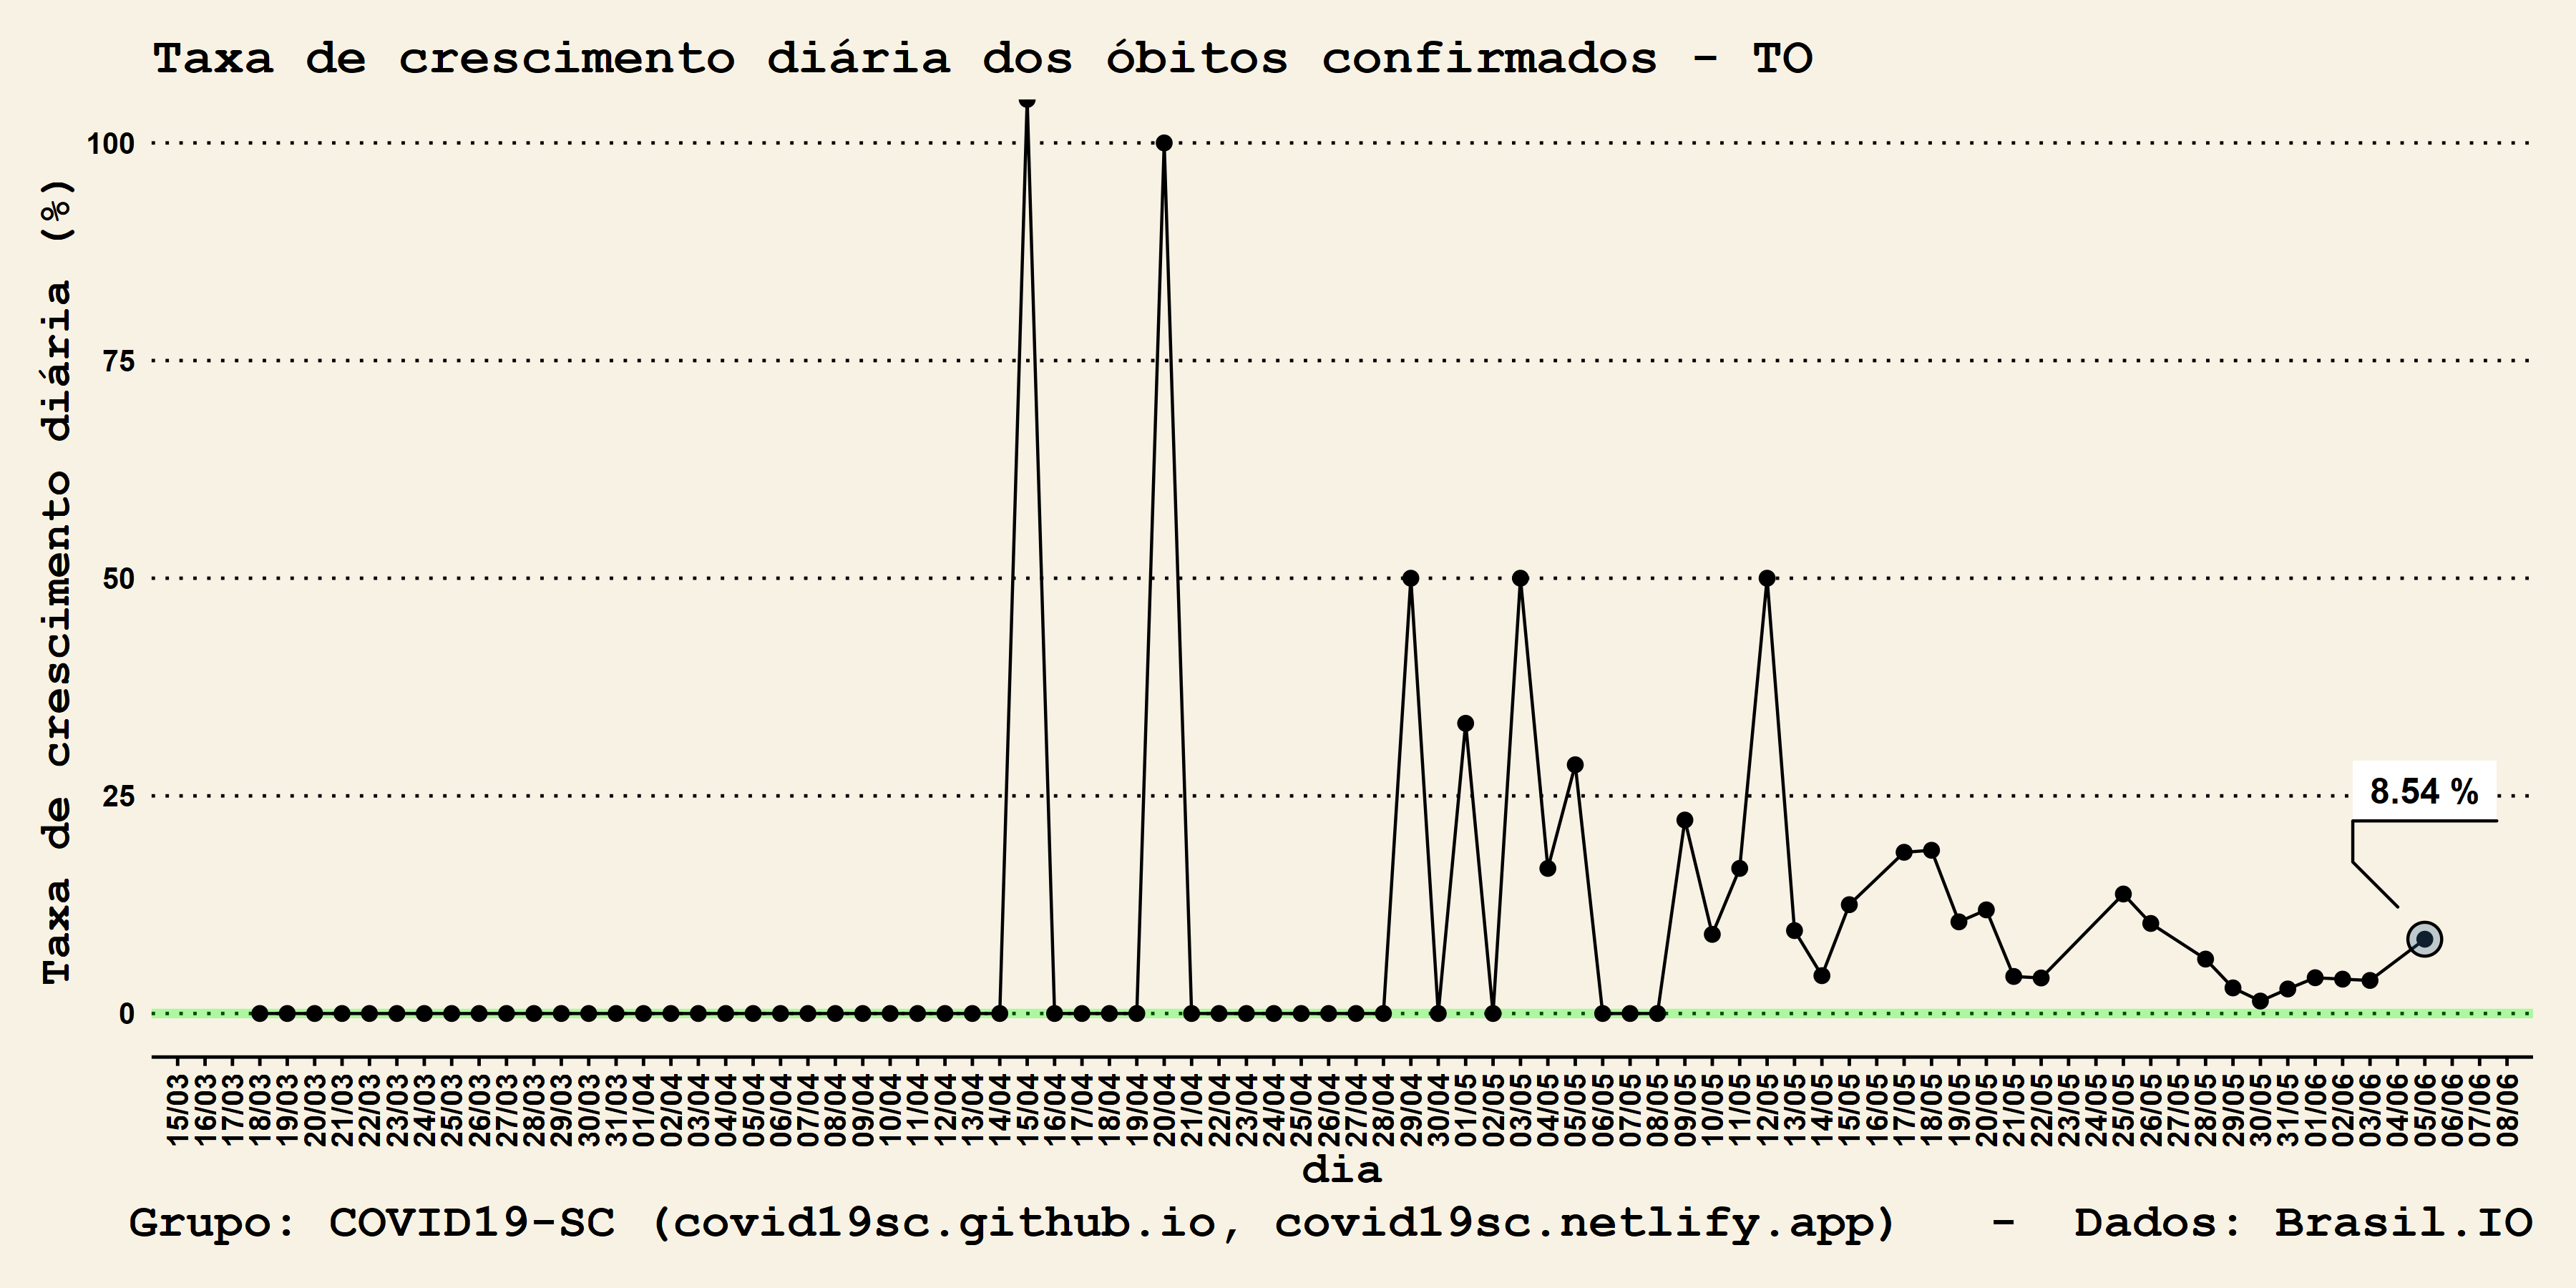 Taxa de crescimento diária dos óbitos confirmados - TO
Taxa de crescimento diária (%)
100
75
50
25
0
8.54 %
15/03 16/03 17/03 18/03 19/03 20/03 21/03 22/03 23/03 24/03 25/03 26/03 27/03 28/03 29/03 30/03 31/03 01/04 02/04 03/04 04/04 05/04 06/04 07/04 08/04 09/04 10/04 11/04 12/04 13/04 14/04 15/04 16/04 17/04 18/04 19/04 20/04 21/04 22/04 23/04 24/04 25/04 26/04 27/04 28/04 29/04 30/04 01/05 02/05 03/05 04/05 05/05 06/05 07/05 08/05 09/05 10/05 11/05 12/05 13/05 14/05 15/05 16/05 17/05 18/05 19/05 20/05 21/05 22/05 23/05 24/05 25/05 26/05 27/05 28/05 29/05 30/05 31/05 01/06 02/06 03/06 04/06 05/06 06/06 07/06 08/06
dia
Grupo: COVID19-SC (covid19sc.github.io, covid19sc.netlify.app) - Dados: Brasil.IO